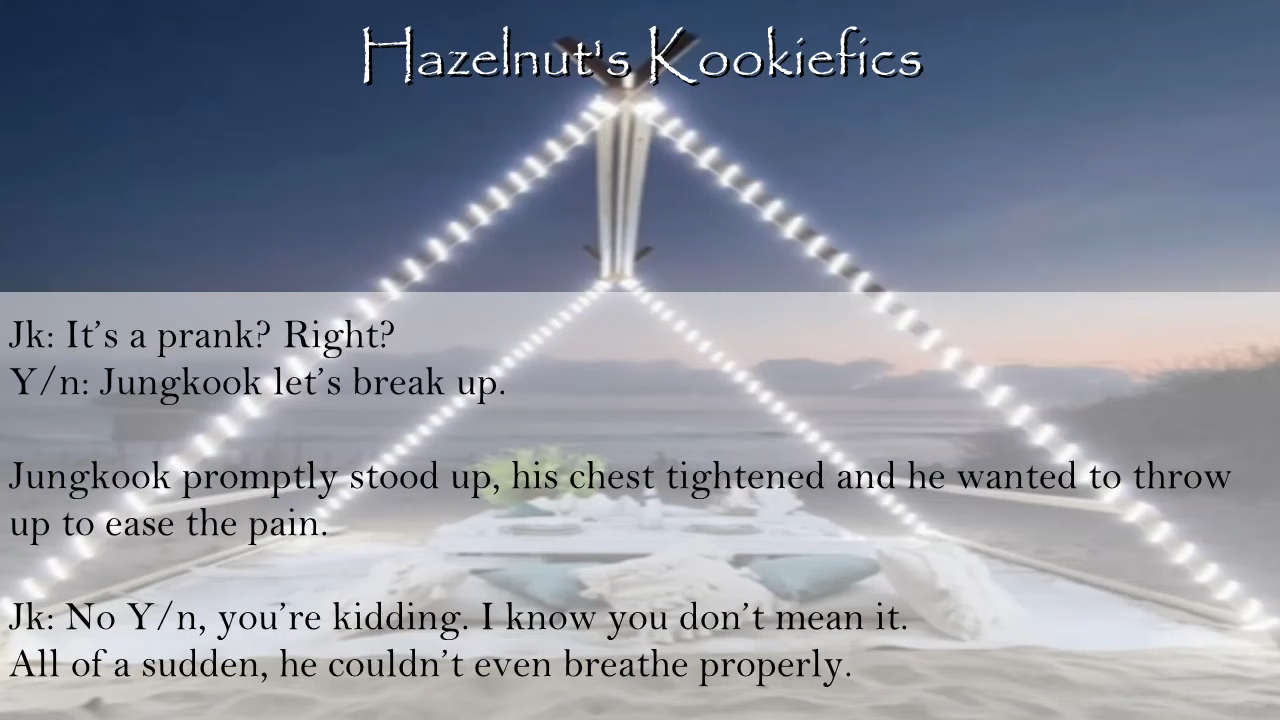 Hazelnut's Kookiefics
Jk: It's a prank? Right?
Y/n: Jungkook let's break up.
Jungkook promptly stood up, his chest tightened and he wanted to throw
up to ease the pain.
Jk: No Y/n, you're kidding. I know you don't mean it.
All of a sudden, he couldn't even breathe properly.